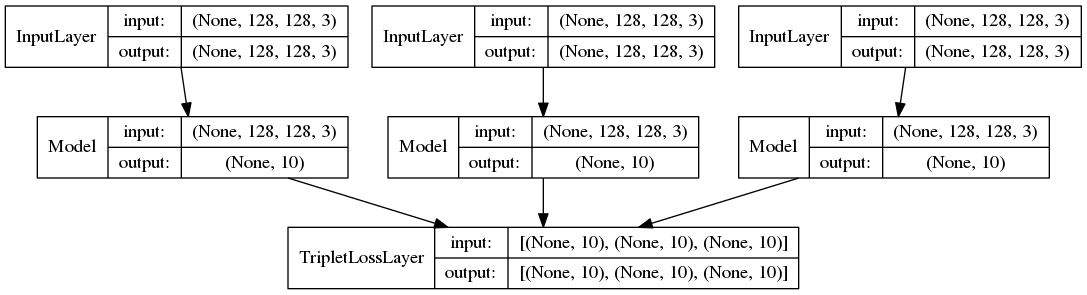 InputLayer input: (None, 128, 128, 3)
output: (None, 128, 128, 3)
InputLayer input: (None, 128, 128, 3)
output: (None, 128, 128, 3)
InputLayer input: (None, 128, 128, 3)
output: (None, 128, 128, 3)
Model input: (None, 128, 128, 3)
output: (None, 10)
Model input: (None, 128, 128, 3)
output: (None, 10)
Model input: (None, 128, 128, 3)
output: (None, 10)
TripletLossLayer input: [(None, 10), (None, 10), (None, 10)]
output: [(None, 10), (None, 10), (None, 10)]